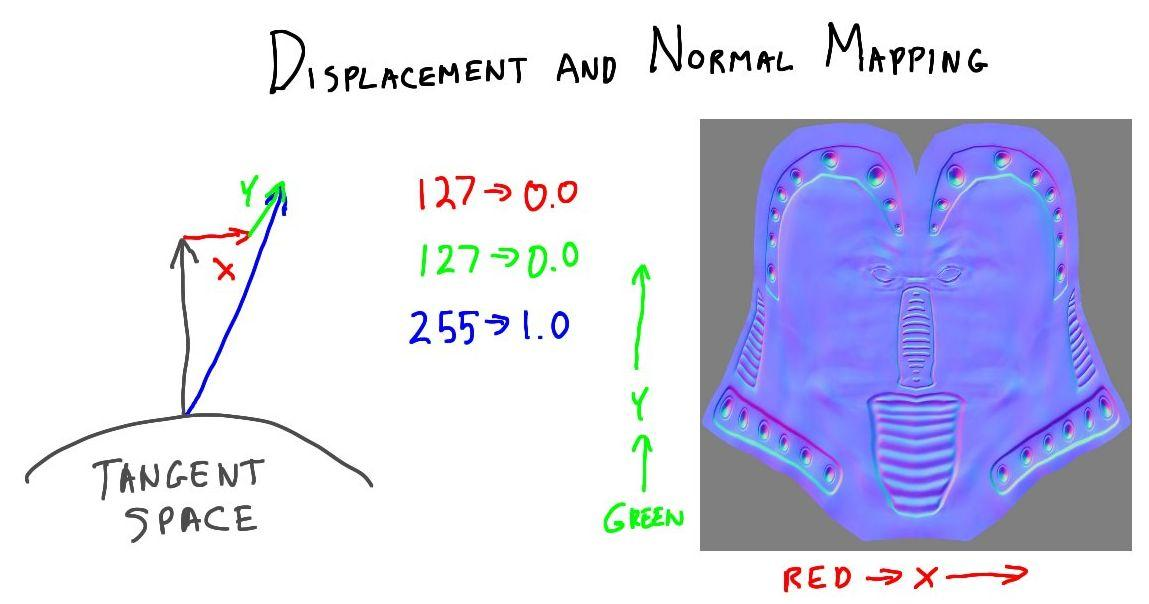 DISPLACEMENT AND NORMAL MAPPING
Y
X
127→0.0
127→0.0
255→1.0
TANGENT
SPACE
Y
GREEN
RED → X →